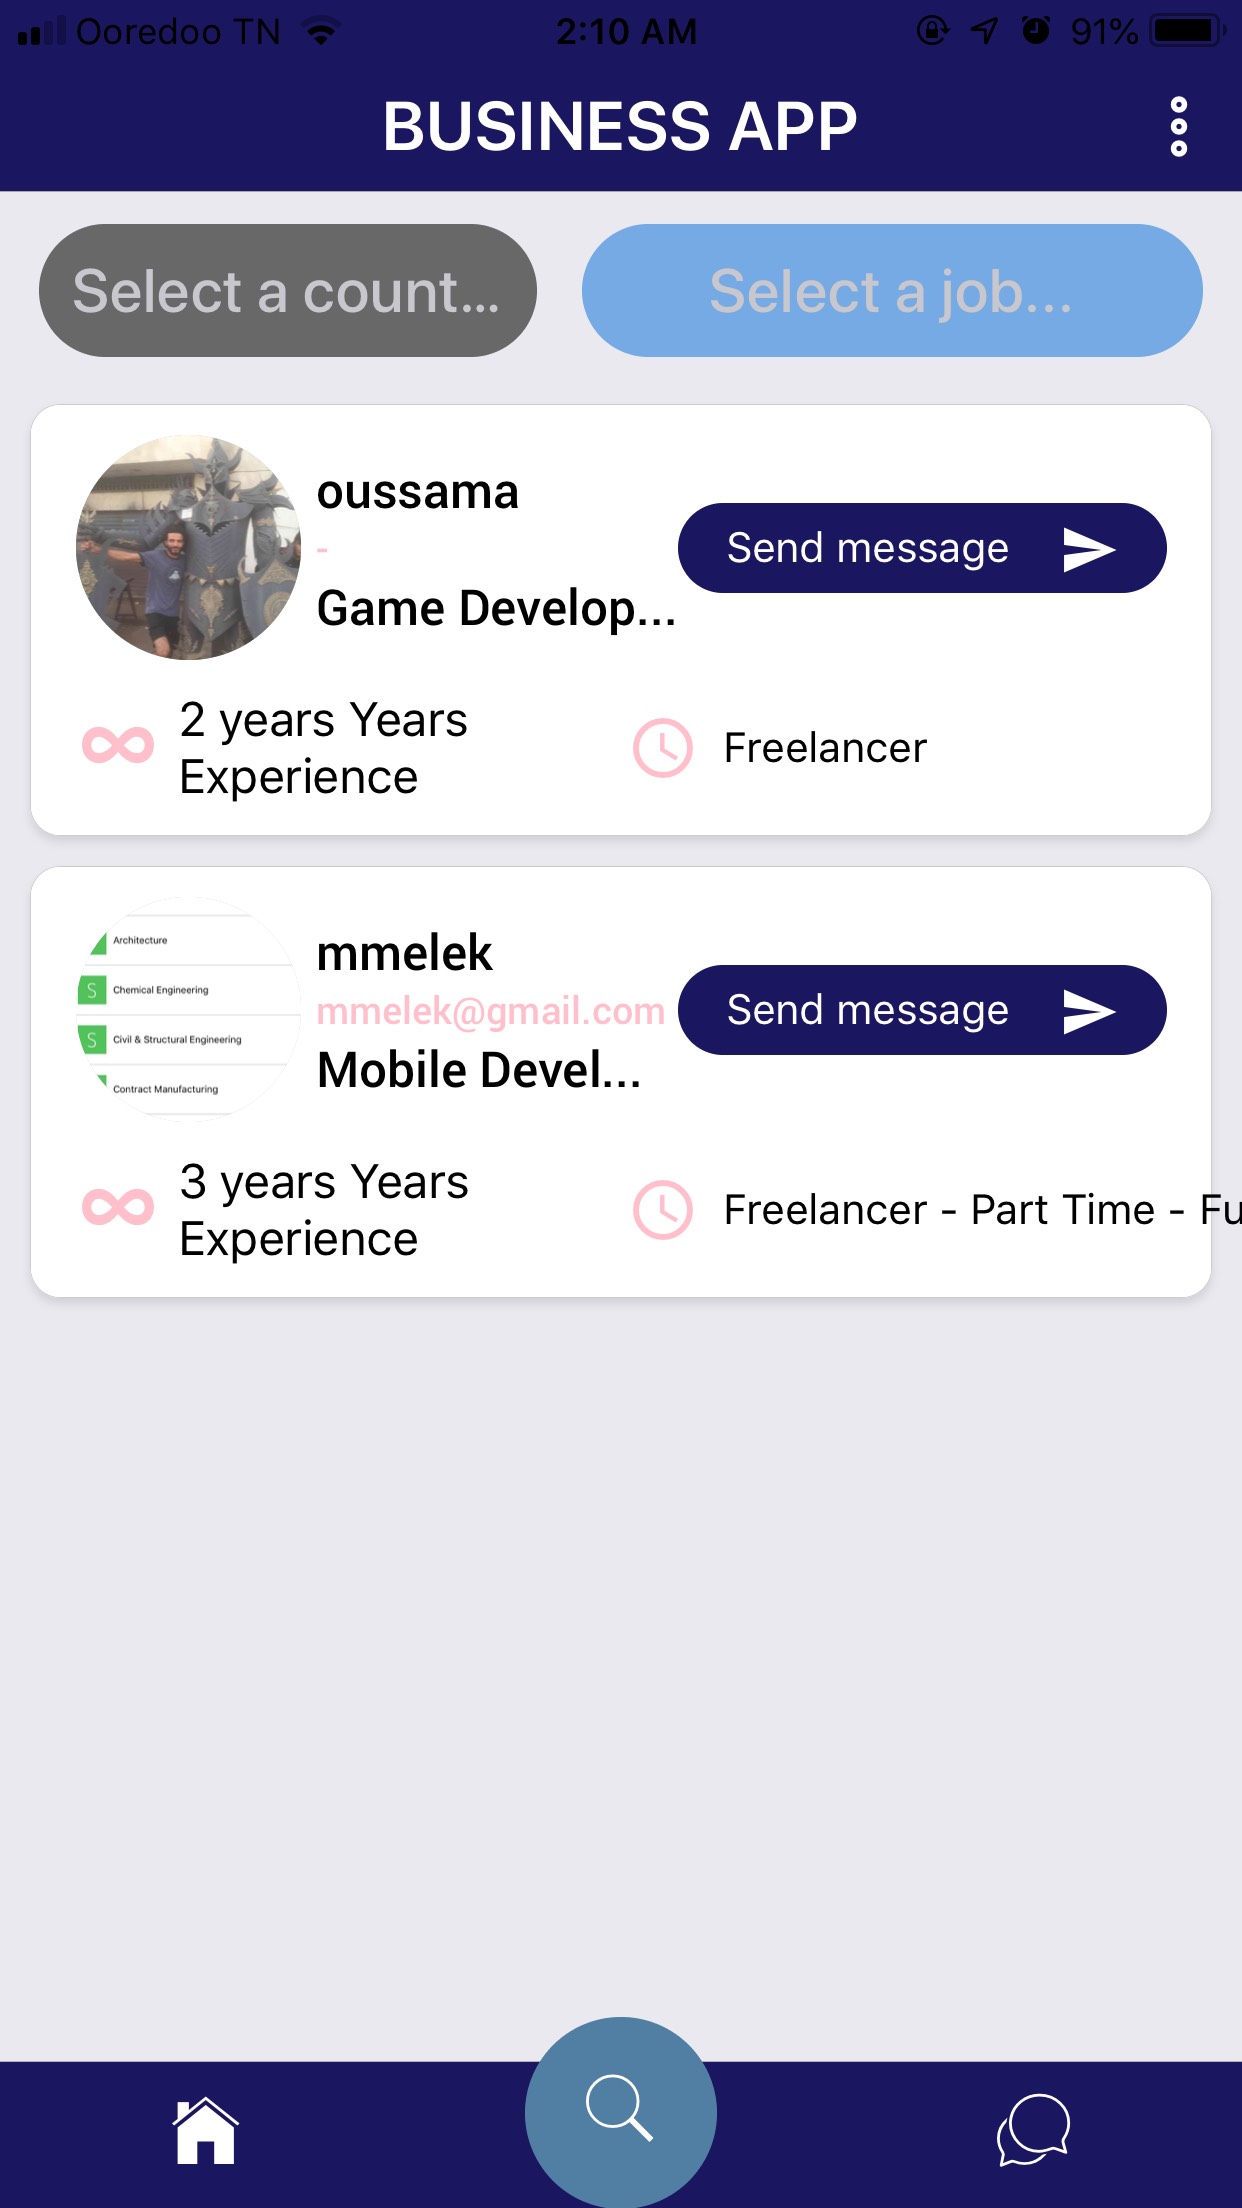 Ooredoo TN 2:10 AM 91%
BUSINESS APP
Select a count... Select a job...
oussama
-
Game Develop...
Send message
2 years Years
Experience
Freelancer
Architecture
S Chemical Engineering
S Civil & Structural Engineering
Contract Manufacturing
mmelek
mmelek@gmail.com
Mobile Devel...
Send message
3 years Years
Experience
Freelancer - Part Time - Fu